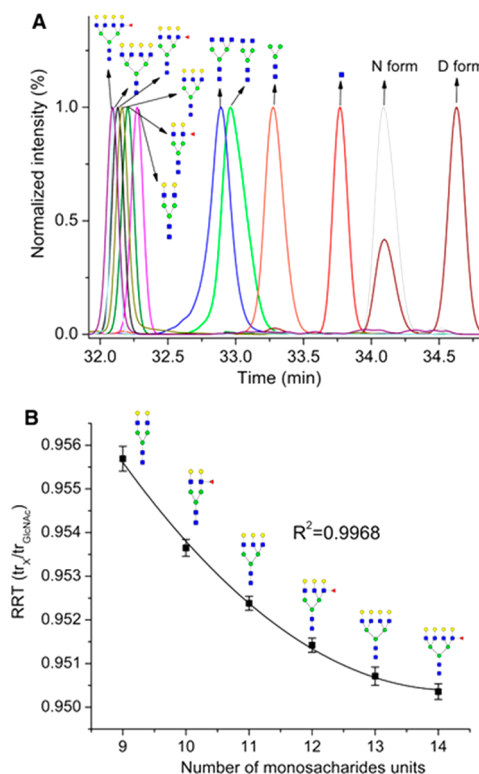 A
N form
D form
Normalized intensity (%)
1.0
0.5
0.0
32.0
32.5
33.0
33.5
34.0
34.5
Time (min)
B
RRT (trX/trGlcNAc)
0.956
0.955
0.954
0.953
0.952
0.951
0.950
R2=0.9968
9
10
11
12
13
14
Number of monosaccharides units